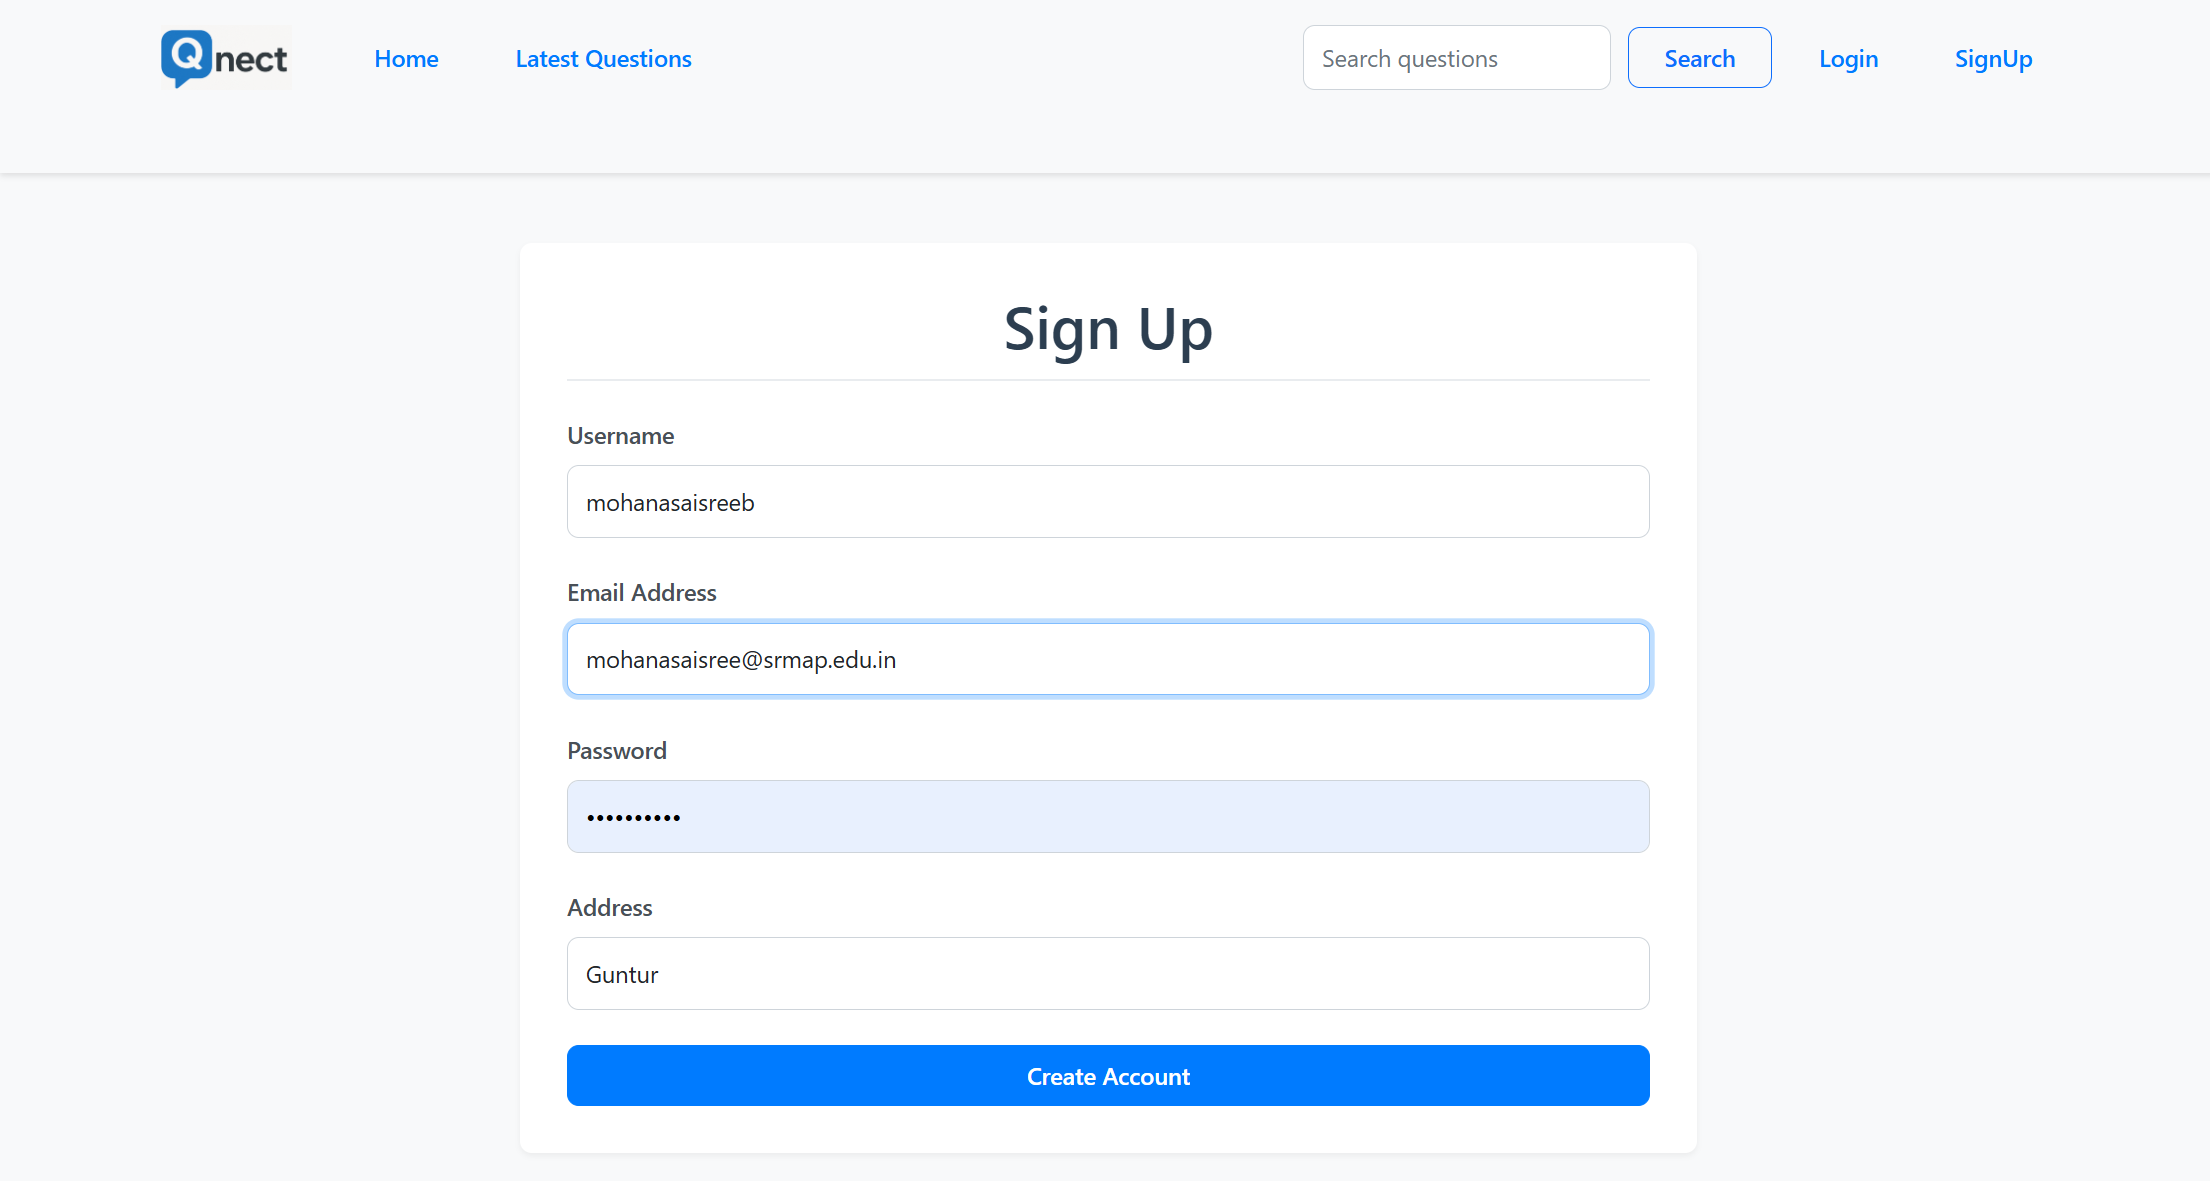 Qnect Home Latest Questions Search questions Search Login SignUp
Sign Up
Username
mohanasaisreeb
Email Address
mohanasaisree@srmap.edu.in
Password
••••••••••
Address
Guntur
Create Account